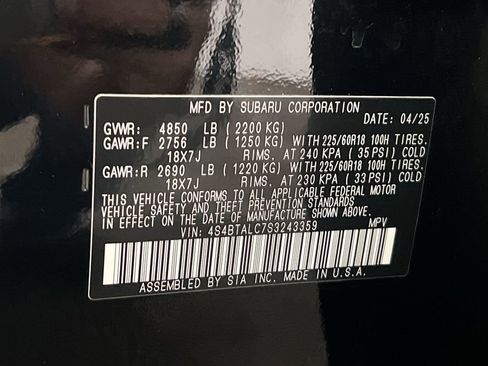 MFD BY SUBARU CORPORATION
DATE: 04/25
GVWR: 4850 LB (2200 KG)
GAWR:F 2756 LB (1250 KG) WITH 225/60R18 100H TIRES.
18X7J RIMS. AT 240 KPA (35 PSI) COLD
GAWR:R 2690 LB (1220 KG) WITH 225/60R18 100H TIRES.
18X7J RIMS. AT 230 KPA (33 PSI) COLD
THIS VEHICLE CONFORMS TO ALL APPLICABLE FEDERAL MOTOR
VEHICLE SAFETY AND THEFT PREVENTION STANDARDS
IN EFFECT ON THE DATE OF MANUFACTURE SHOWN ABOVE.
VIN: 4S4BTALC7S3243359 MPV
ASSEMBLED BY SIA INC. MADE IN U.S.A.